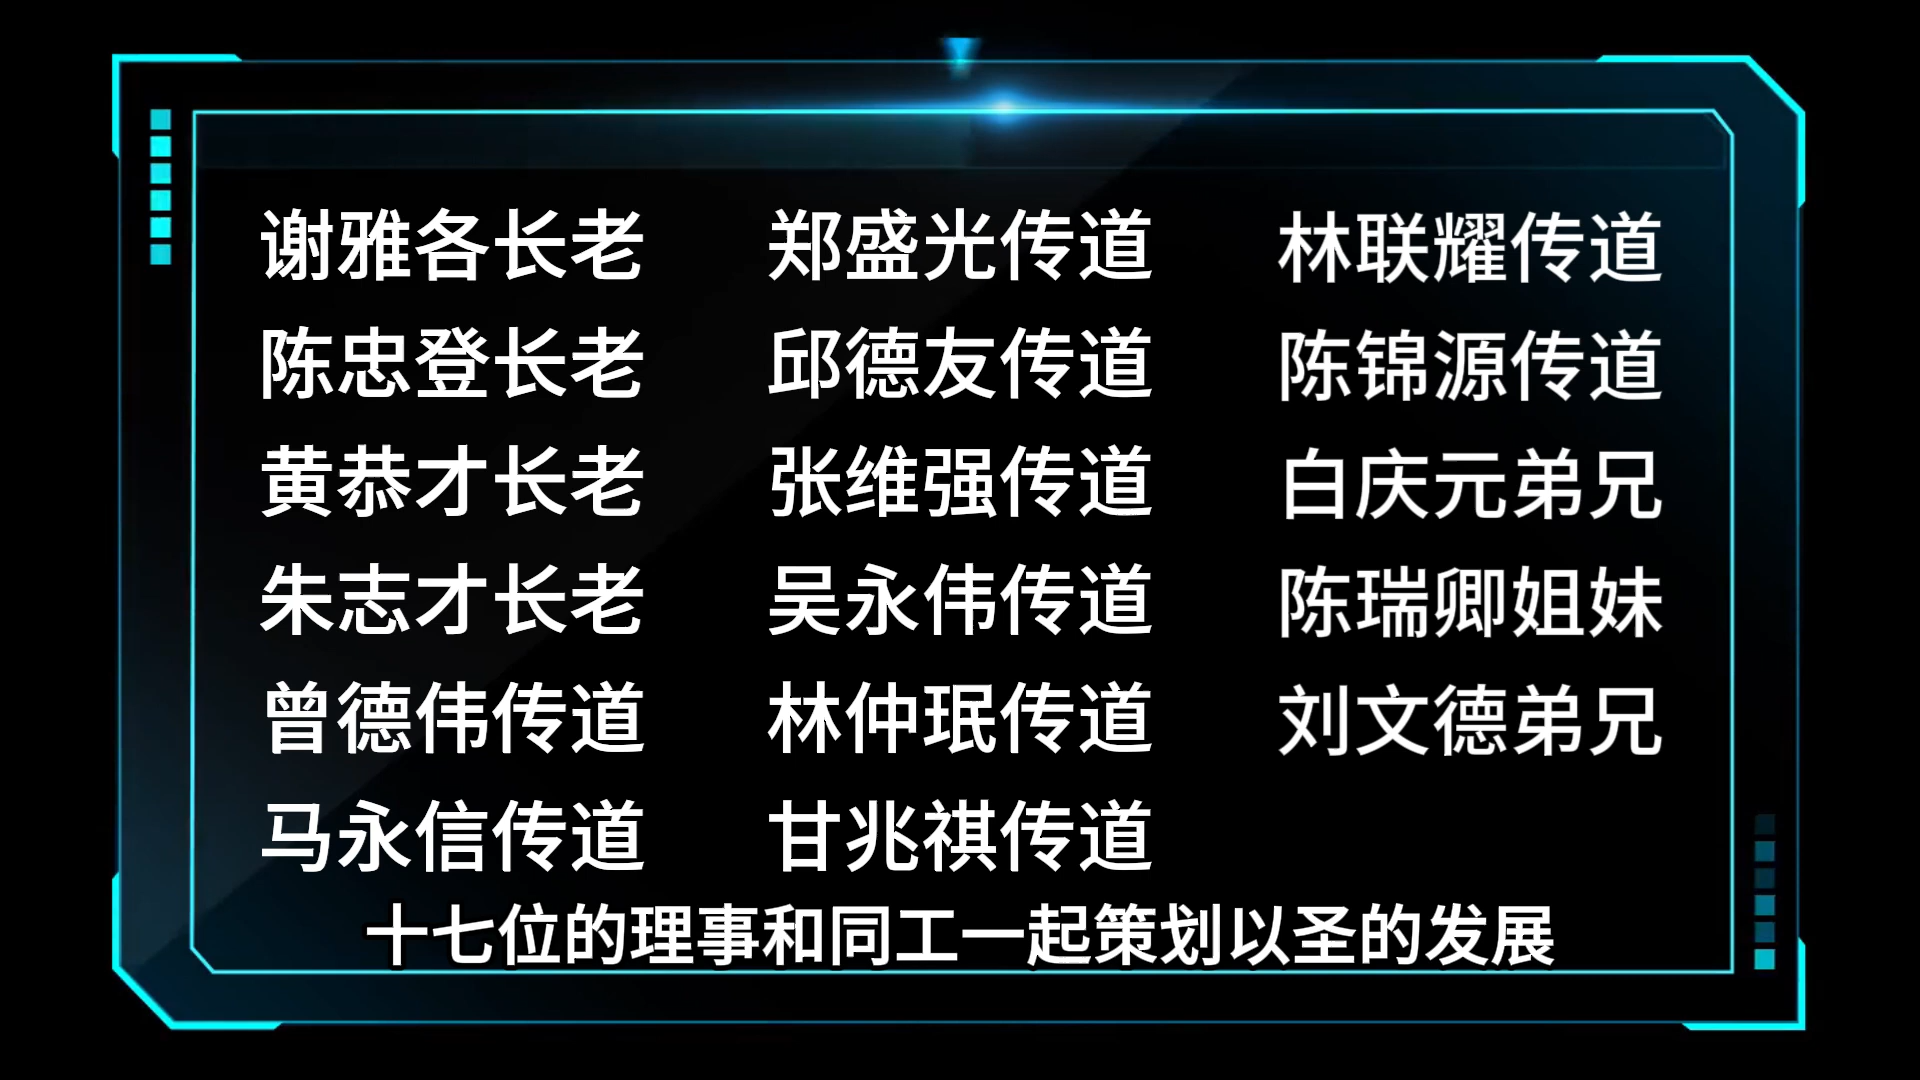 谢雅各长老 郑盛光传道 林联耀传道
陈忠登长老 邱德友传道 陈锦源传道
黄恭才长老 张维强传道 白庆元弟兄
朱志才长老 吴永伟传道 陈瑞卿姐妹
曾德伟传道 林仲珉传道 刘文德弟兄
马永信传道 甘兆祺传道
十七位的理事和同工一起策划以圣的发展